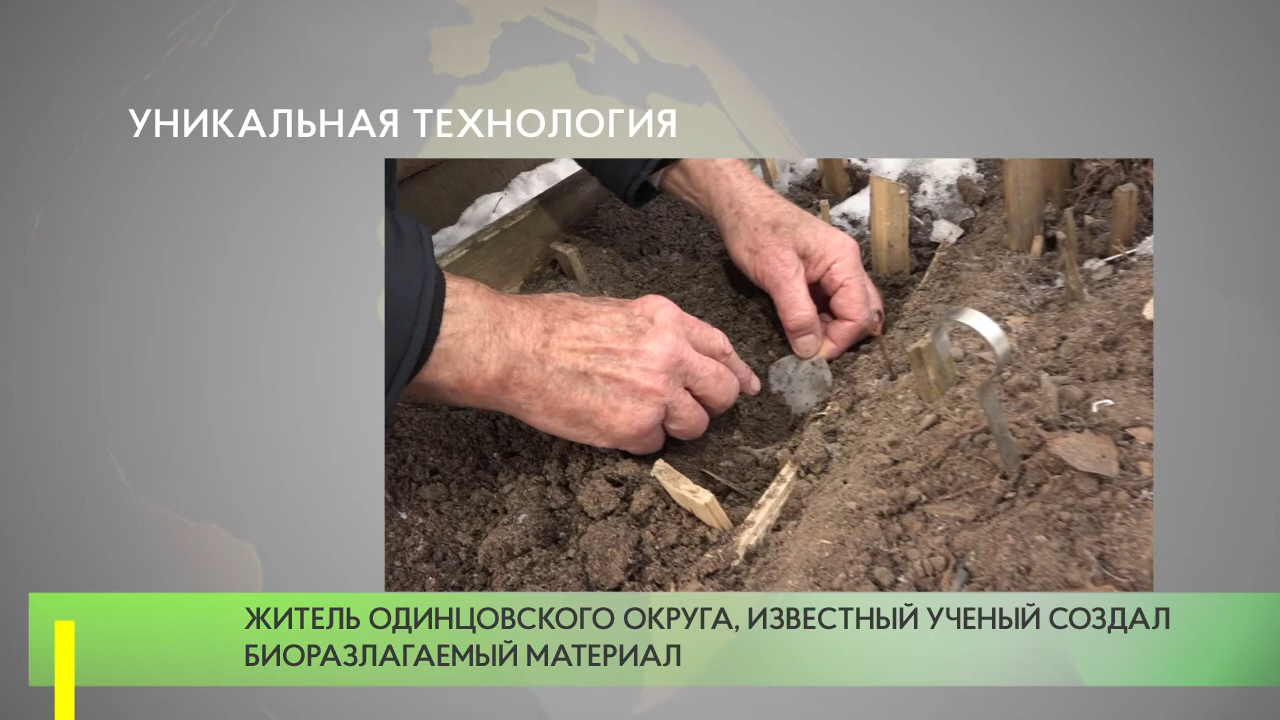 УНИКАЛЬНАЯ ТЕХНОЛОГИЯ
ЖИТЕЛЬ ОДИНЦОВСКОГО ОКРУГА, ИЗВЕСТНЫЙ УЧЕНЫЙ СОЗДАЛ
БИОРАЗЛАГАЕМЫЙ МАТЕРИАЛ